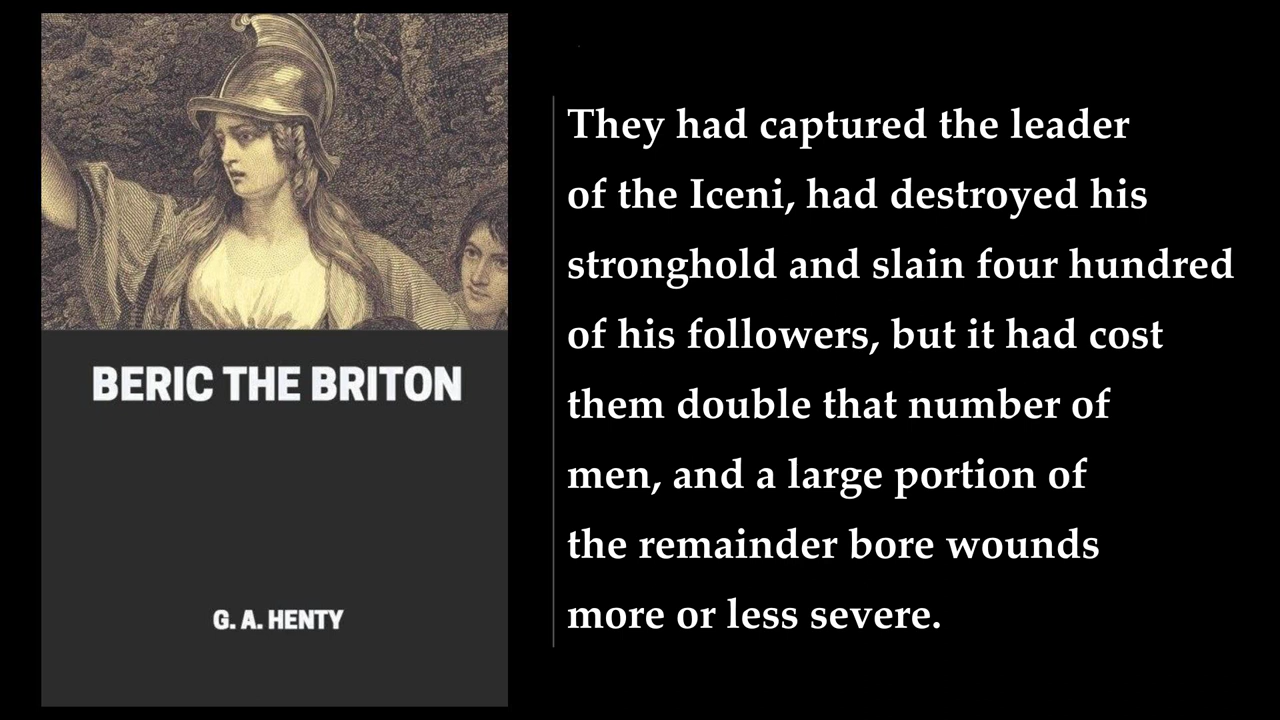 BERIC THE BRITON
G. A. HENTY
They had captured the leader
of the Iceni, had destroyed his
stronghold and slain four hundred
of his followers, but it had cost
them double that number of
men, and a large portion of
the remainder bore wounds
more or less severe.